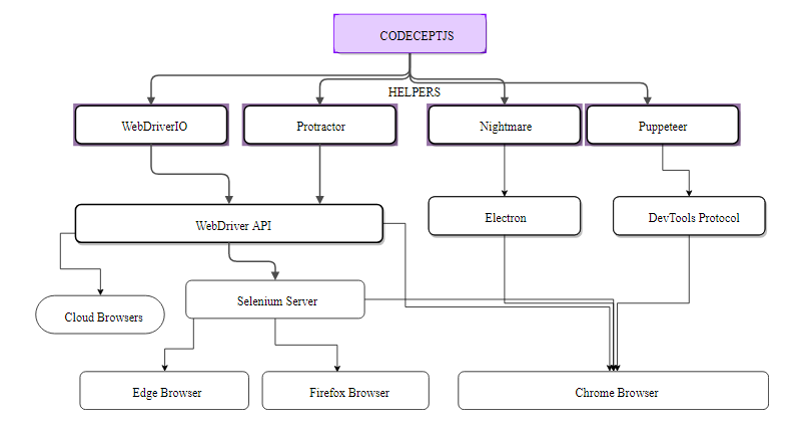 CODECEPTJS
HELPERS
WebDriverIO
Protractor
Nightmare
Puppeteer
WebDriver API
Electron
DevTools Protocol
Cloud Browsers
Selenium Server
Edge Browser
Firefox Browser
Chrome Browser